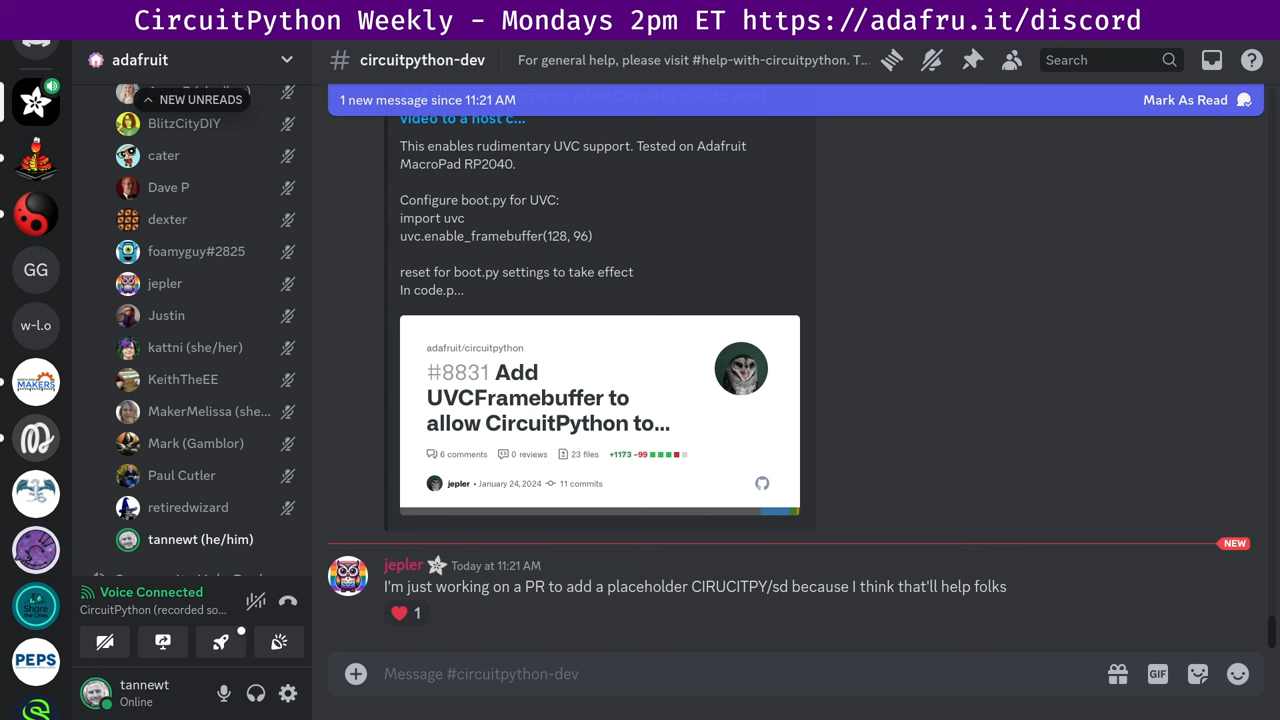 CircuitPython Weekly - Mondays 2pm ET https://adafru.it/discord
adafruit
NEW UNREADS
BlitzCityDIY
cater
Dave P
dexter
foamyguy#2825
jepler
Justin
kattni (she/her)
KeithTheEE
MakerMelissa (she...
Mark (Gamblor)
Paul Cutler
retiredwizard
tannewt (he/him)
Voice Connected
CircuitPython (recorded so...
tannewt
Online
GG
w-l.o
MAKERS
Share
PEPS
# circuitpython-dev
For general help, please visit #help-with-circuitpython. T...
Search
1 new message since 11:21 AM
Mark As Read
video to a host c...
This enables rudimentary UVC support. Tested on Adafruit
MacroPad RP2040.
Configure boot.py for UVC:
import uvc
uvc.enable_framebuffer(128, 96)
reset for boot.py settings to take effect
In code.p...
adafruit/circuitpython
#8831 Add
UVCFramebuffer to
allow CircuitPython to...
6 comments 0 reviews 23 files +1173 -99
jepler • January 24, 2024 11 commits
NEW
jepler Today at 11:21 AM
I'm just working on a PR to add a placeholder CIRUCITPY/sd because I think that'll help folks
1
Message #circuitpython-dev
GIF